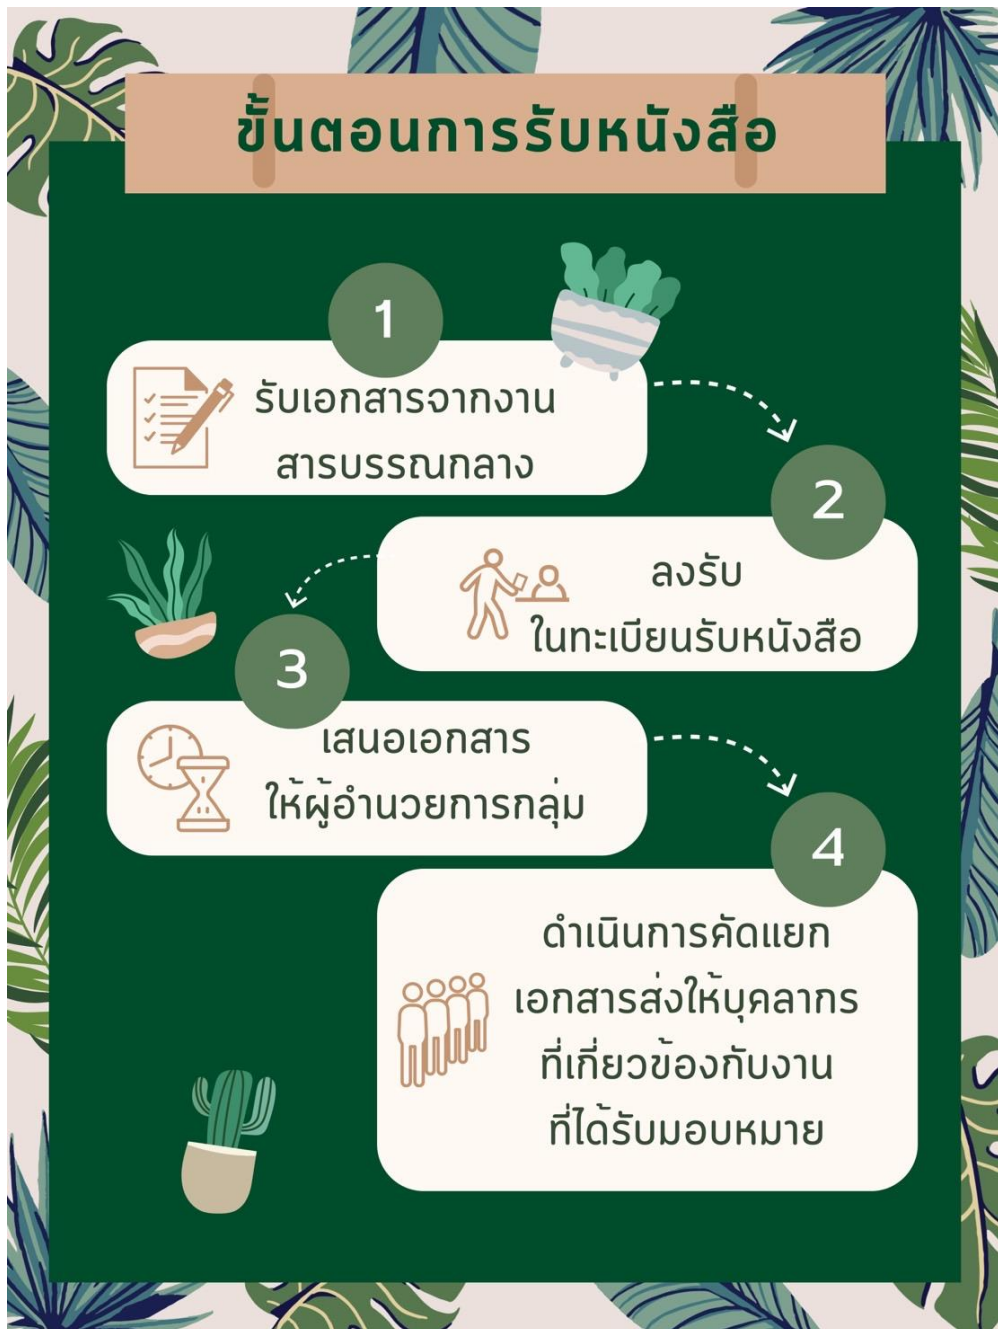 ขั้นตอนการรับหนังสือ
1
รับเอกสารจากงาน
สารบรรณกลาง
2
ลงรับ
ในทะเบียนรับหนังสือ
3
เสนอเอกสาร
ให้ผู้อำนวยการกลุ่ม
4
ดำเนินการคัดแยก
เอกสารส่งให้บุคลากร
ที่เกี่ยวข้องกับงาน
ที่ได้รับมอบหมาย